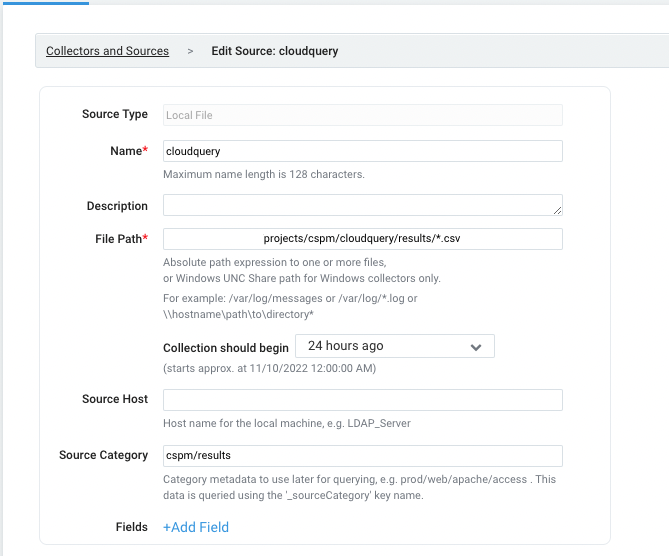 Collectors and Sources > Edit Source: cloudquery
Source Type Local File
Name* cloudquery
Maximum name length is 128 characters.
Description
File Path* projects/cspm/cloudquery/results/*.csv
Absolute path expression to one or more files,
or Windows UNC Share path for Windows collectors only.
For example: /var/log/messages or /var/log/*.log or
\\hostname\path\to\directory*
Collection should begin 24 hours ago
(starts approx. at 11/10/2022 12:00:00 AM)
Source Host
Host name for the local machine, e.g. LDAP_Server
Source Category cspm/results
Category metadata to use later for querying, e.g. prod/web/apache/access . This
data is queried using the '_sourceCategory' key name.
Fields +Add Field